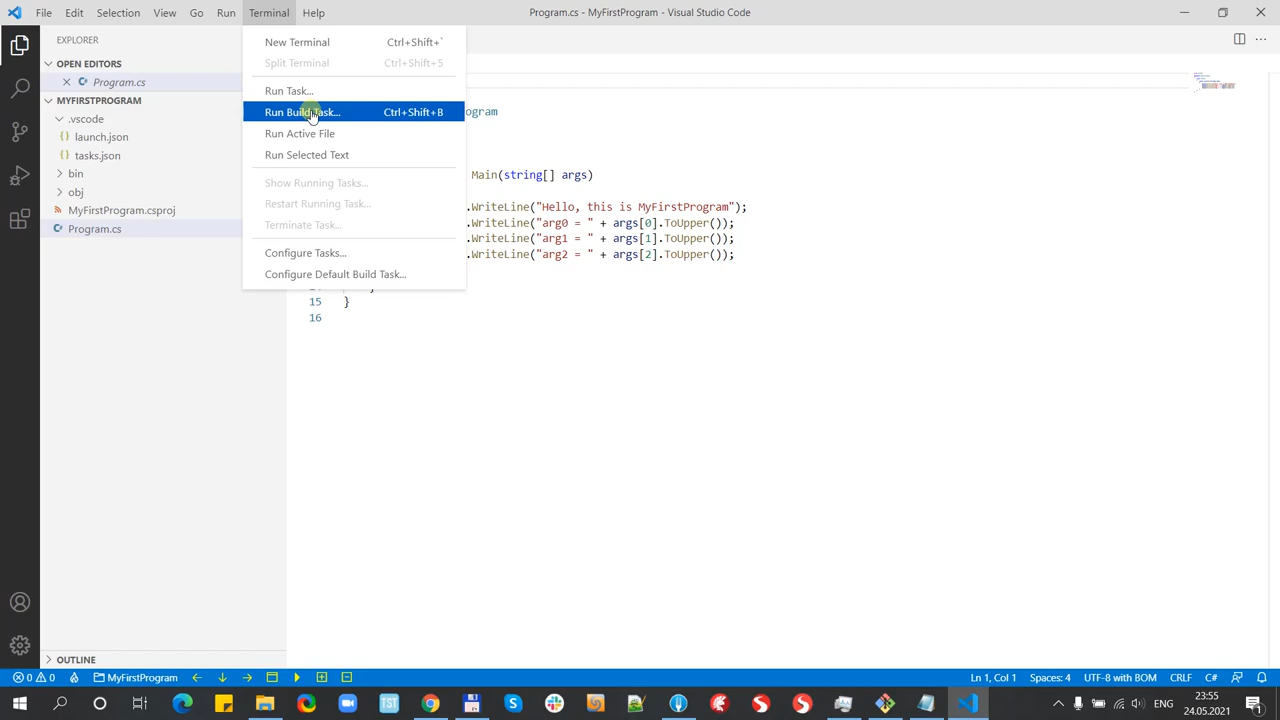 File Edit Selection View Go Run Terminal Help
Program.cs - MyFirstProgram - Visual Studio Code
EXPLORER
OPEN EDITORS
Program.cs
MYFIRSTPROGRAM
.vscode
launch.json
tasks.json
bin
obj
MyFirstProgram.csproj
Program.cs
OUTLINE
New Terminal Ctrl+Shift+`
Split Terminal Ctrl+Shift+5
Run Task...
Run Build Task... Ctrl+Shift+B
Run Active File
Run Selected Text
Show Running Tasks...
Restart Running Task...
Terminate Task...
Configure Tasks...
Configure Default Build Task...
ogram
Main(string[] args)
.WriteLine("Hello, this is MyFirstProgram");
.WriteLine("arg0 = " + args[0].ToUpper());
.WriteLine("arg1 = " + args[1].ToUpper());
.WriteLine("arg2 = " + args[2].ToUpper());
}
15 }
16
0 0 MyFirstProgram
Ln 1, Col 1 Spaces: 4 UTF-8 with BOM CRLF C#
TST
ENG
23:55
24.05.2021